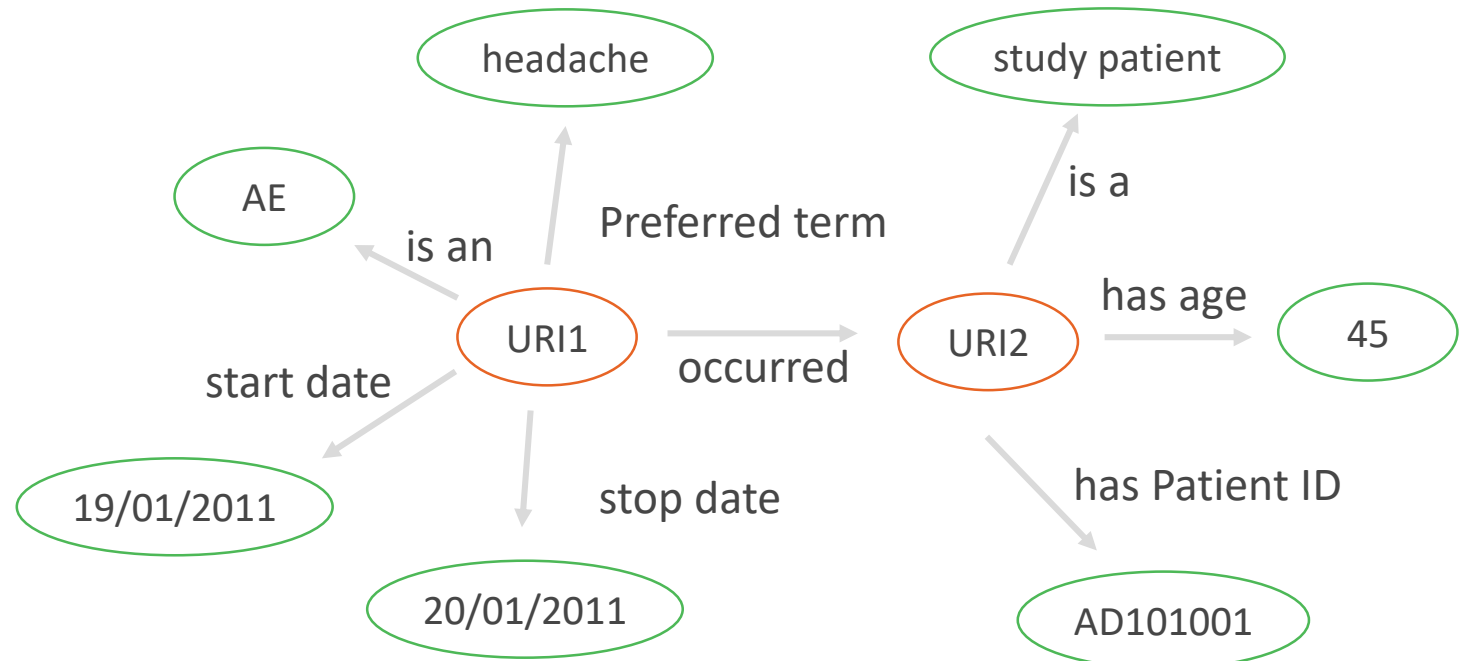 headache
study patient
AE
is a
is an
Preferred term
has age
URI1
URI2
45
occurred
start date
has Patient ID
stop date
19/01/2011
20/01/2011
AD101001